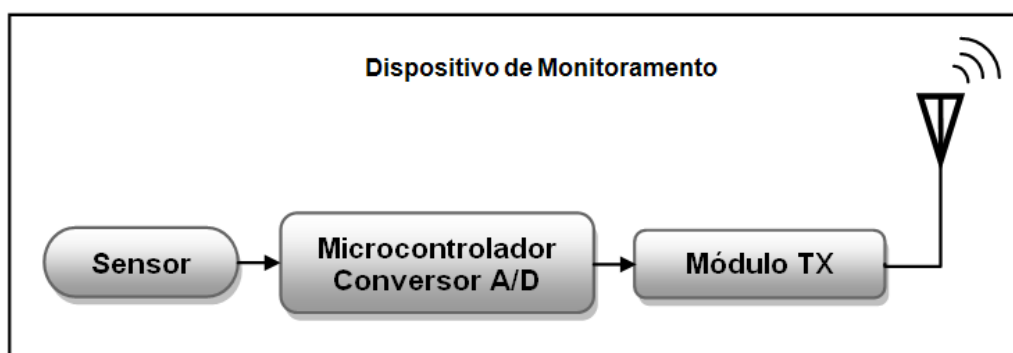 Dispositivo de Monitoramento
Sensor
Microcontrolador
Conversor A/D
Módulo TX